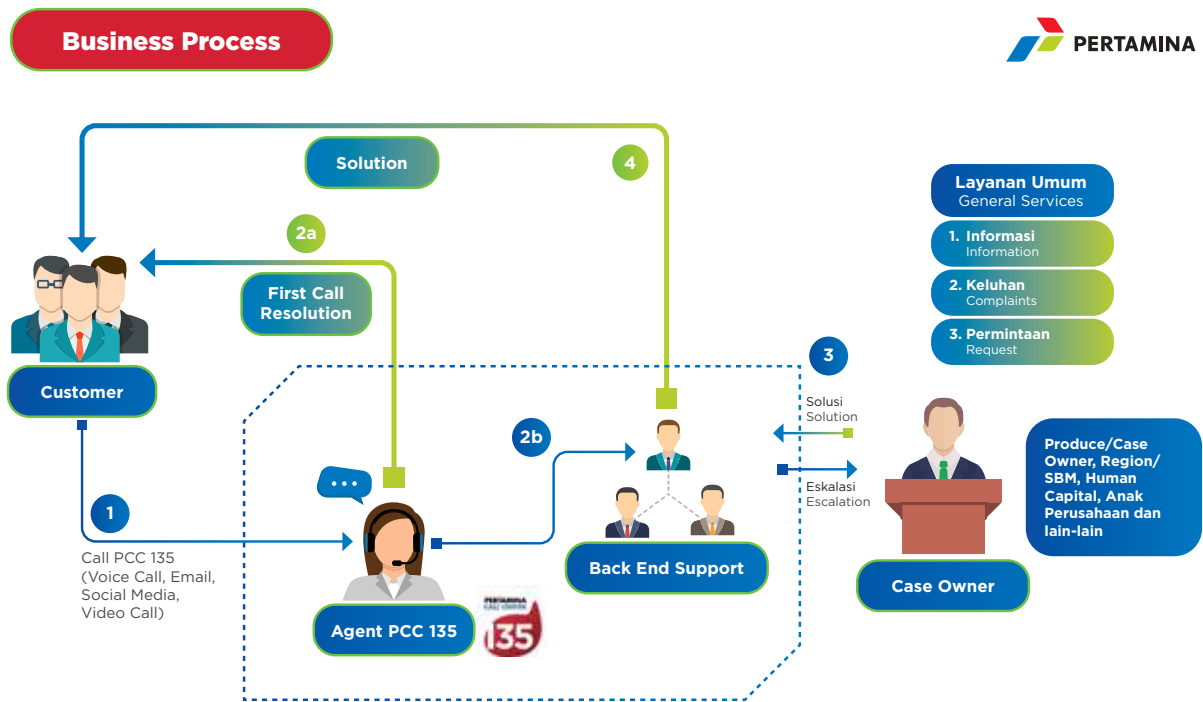 Business Process
PERTAMINA
Solution
4
2a
First Call
Resolution
Customer
Layanan Umum
General Services
1. Informasi
Information
2. Keluhan
Complaints
3. Permintaan
Request
3
Solusi
Solution
Eskalasi
Escalation
2b
1
Call PCC 135
(Voice Call, Email,
Social Media,
Video Call)
Agent PCC 135
PERTAMINA
CALL CENTER
135
Back End Support
Case Owner
Produce/Case
Owner, Region/
SBM, Human
Capital, Anak
Perusahaan dan
lain-lain